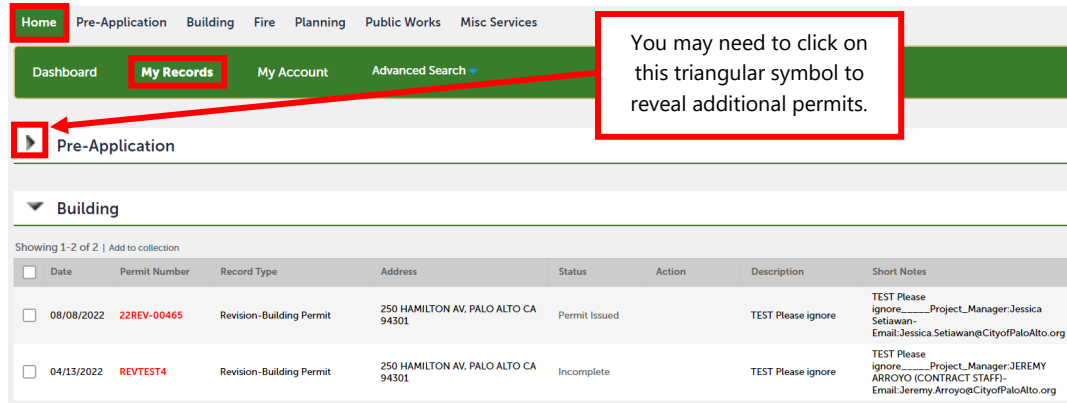 Home Pre-Application Building Fire Planning Public Works Misc Services
You may need to click on
this triangular symbol to
reveal additional permits.
Dashboard My Records My Account Advanced Search
Pre-Application
Building
Showing 1-2 of 2 | Add to collection
Date Permit Number Record Type Address Status Action Description Short Notes
08/08/2022 22REV-00465 Revision-Building Permit 250 HAMILTON AV, PALO ALTO CA
94301 Permit Issued TEST Please ignore TEST Please
ignore_____Project_Manager:Jessica
Setiawan-
Email:Jessica.Setiawan@CityofPaloAlto.org
04/13/2022 REVTEST4 Revision-Building Permit 250 HAMILTON AV, PALO ALTO CA
94301 Incomplete TEST Please ignore TEST Please
ignore_____Project_Manager:JEREMY
ARROYO (CONTRACT STAFF)-
Email:Jeremy.Arroyo@CityofPaloAlto.org